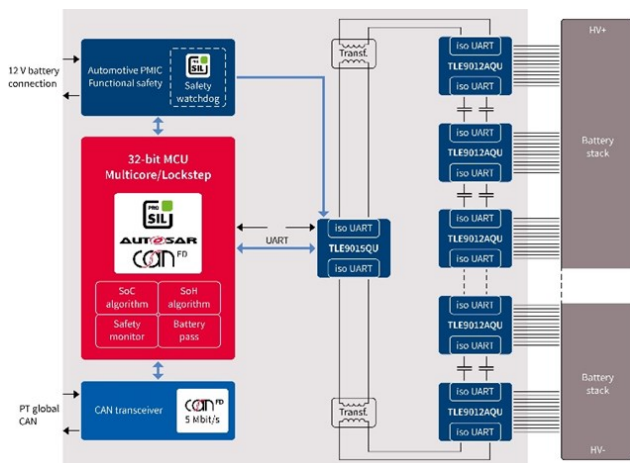 12 V battery
connection
Automotive PMIC
Functional safety
PRO
SIL
Safety
watchdog
32-bit MCU
Multicore/Lockstep
PRO
SIL
AUTOSAR
CAN FD
SoC
algorithm
SoH
algorithm
Safety
monitor
Battery
pass
PT global
CAN
CAN transceiver
CAN FD
5 Mbit/s
UART
Transf.
iso UART
TLE9015QU
iso UART
Transf.
iso UART
TLE9012AQU
iso UART
iso UART
TLE9012AQU
iso UART
iso UART
TLE9012AQU
iso UART
iso UART
TLE9012AQU
iso UART
iso UART
TLE9012AQU
iso UART
HV+
Battery
stack
Battery
stack
HV-